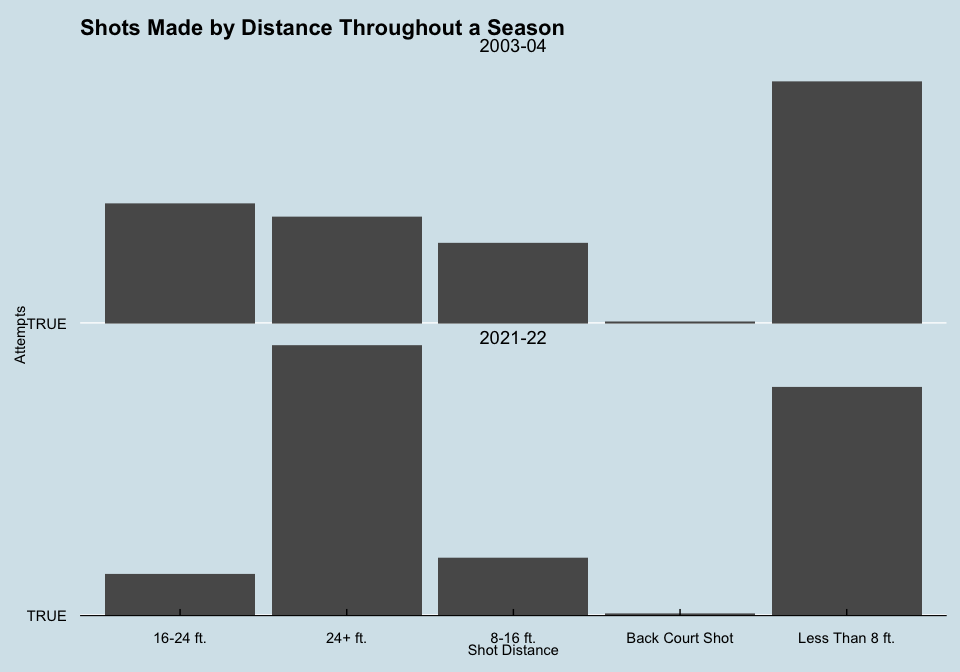 Shots Made by Distance Throughout a Season
2003-04
TRUE
Attempts
2021-22
TRUE
16-24 ft.
24+ ft.
8-16 ft.
Back Court Shot
Less Than 8 ft.
Shot Distance